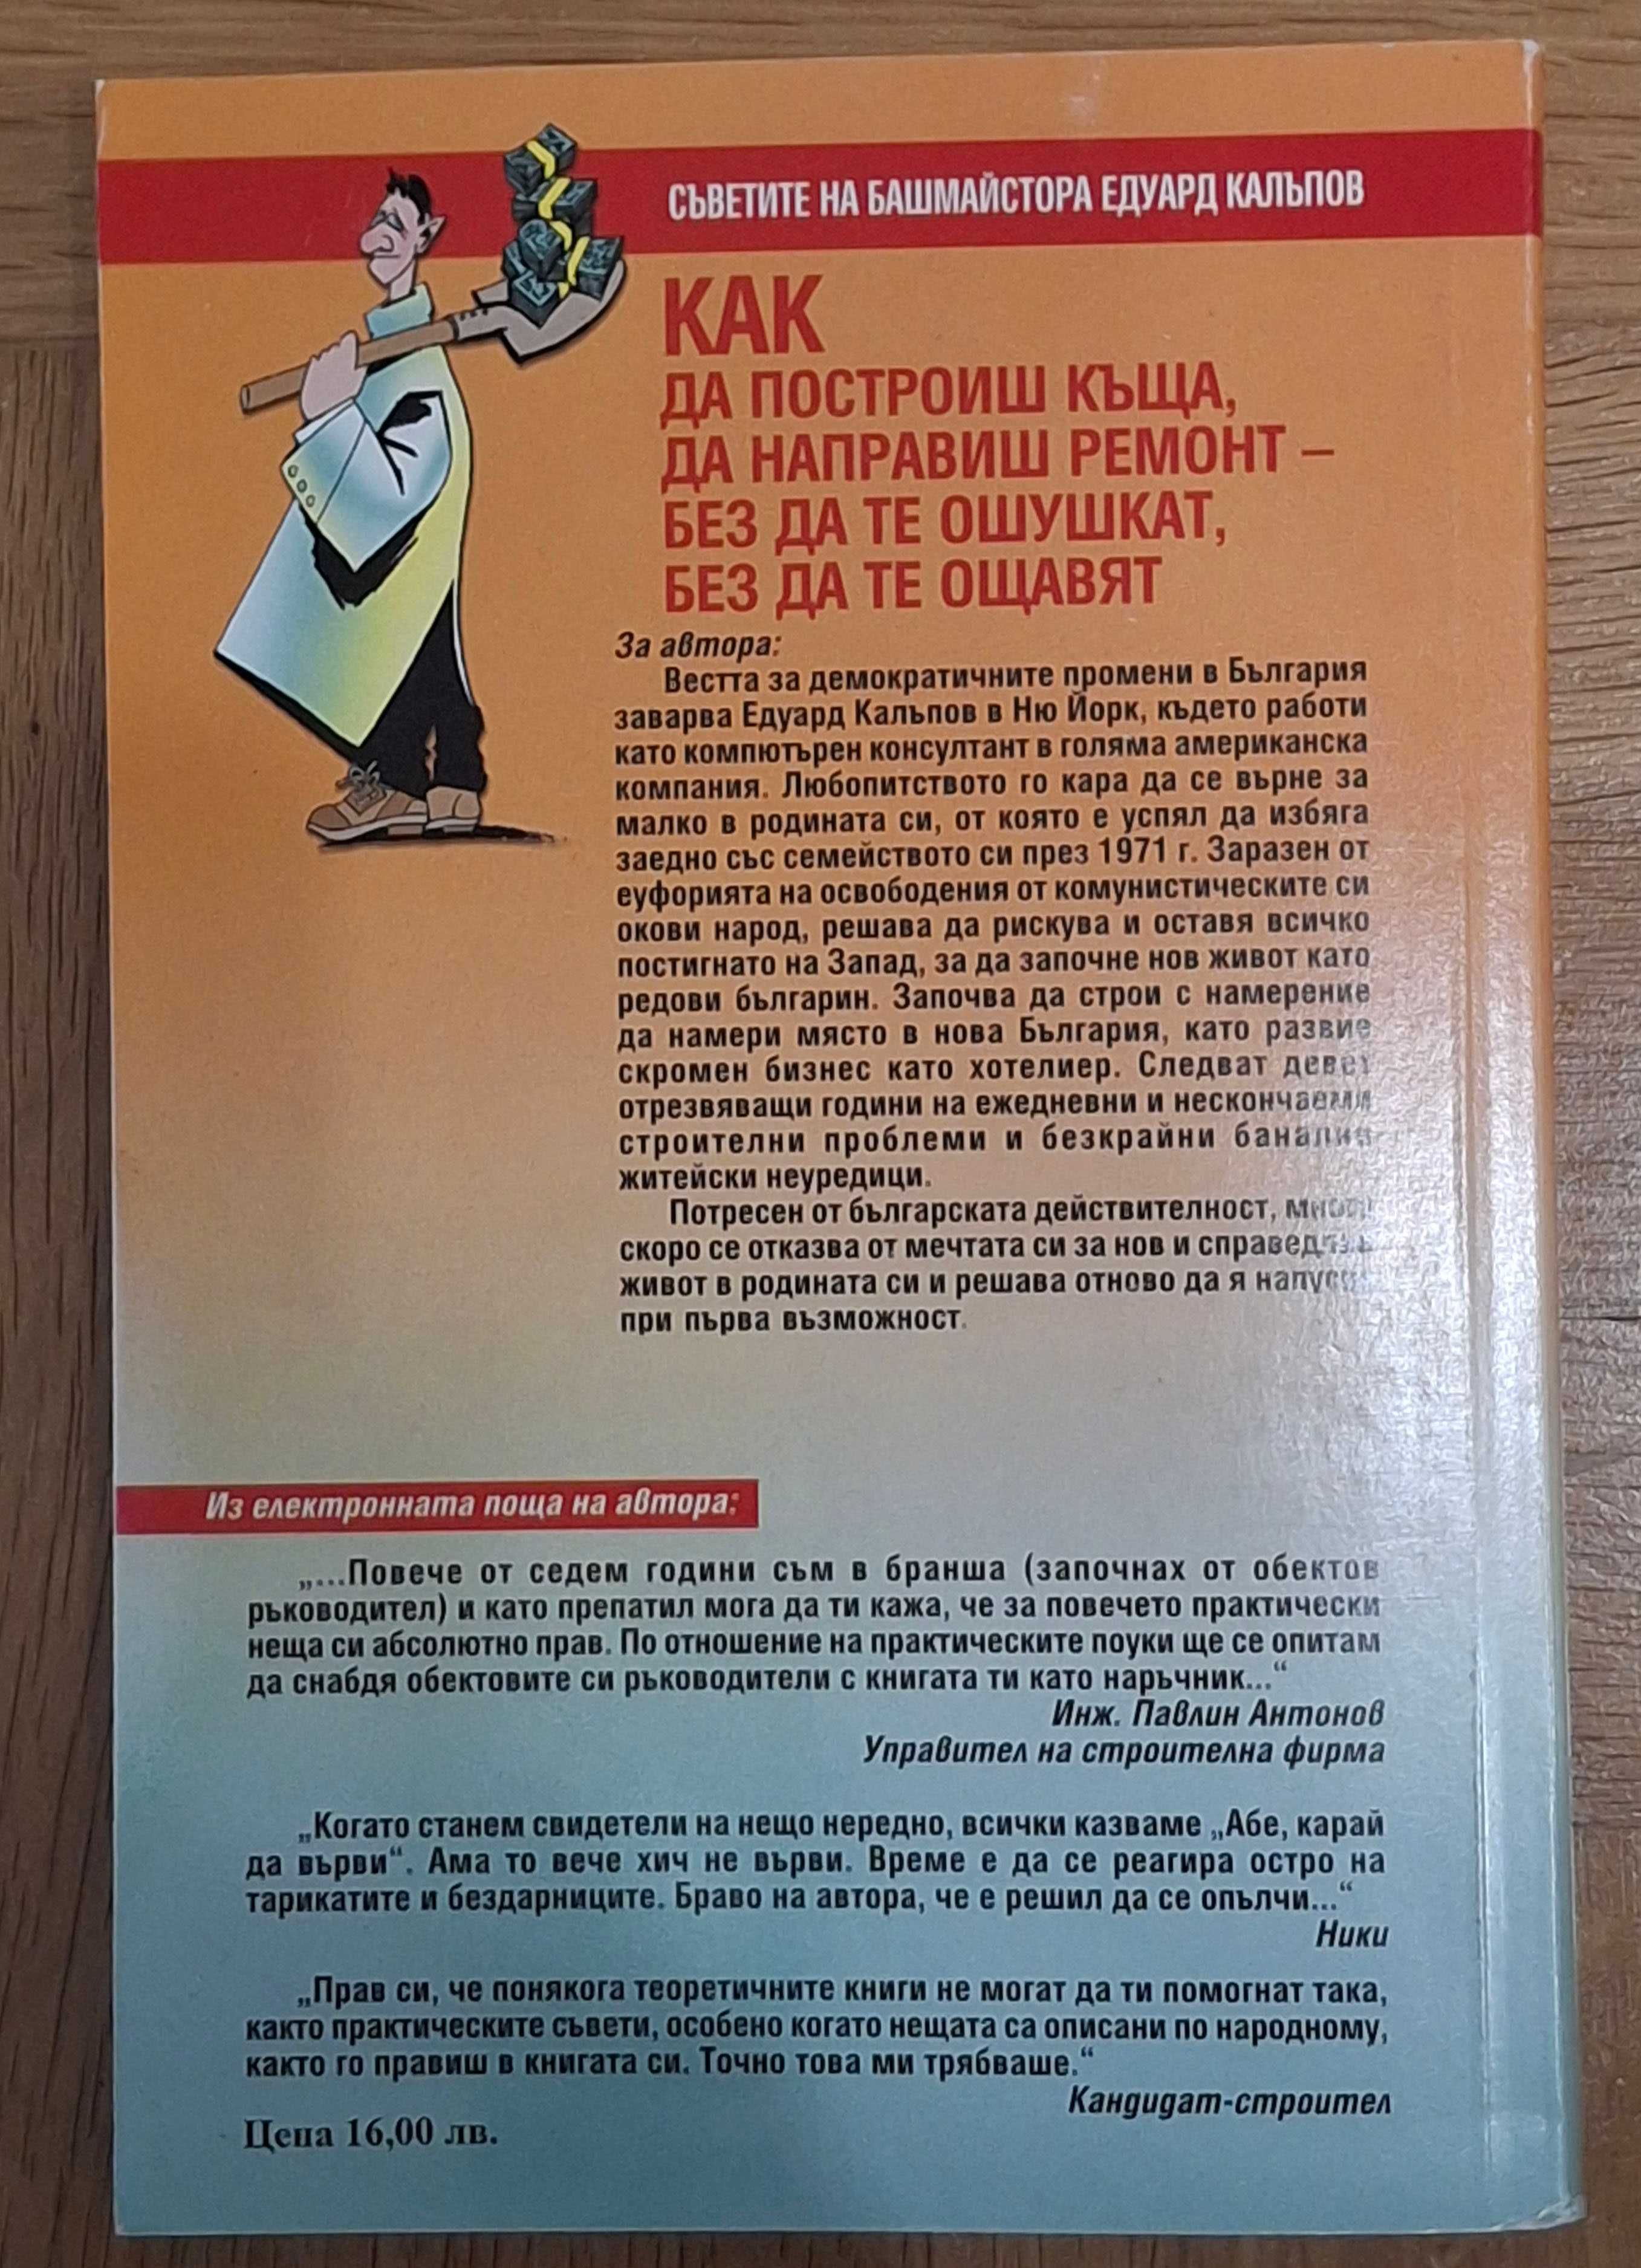 СЪВЕТИТЕ НА БАШМАЙСТОРА ЕДУАРД КАЛЪПОВ
КАК
ДА ПОСТРОИШ КЪЩА,
ДА НАПРАВИШ РЕМОНТ –
БЕЗ ДА ТЕ ОШУШКАТ,
БЕЗ ДА ТЕ ОЩАВЯТ
За автора:
Вестта за демократичните промени в България
заварва Едуард Калъпов в Ню Йорк, където работи
като компютърен консултант в голяма американска
компания. Любопитството го кара да се върне за
малко в родината си, от която е успял да избяга
заедно със семейството си през 1971 г. Заразен от
еуфорията на освободения от комунистическите си
окови народ, решава да рискува и оставя всичко
постигнато на Запад, за да започне нов живот като
редови българин. Започва да строи с намерение
да намери място в нова България, като развие
скромен бизнес като хотелиер. Следват девет
отрезвяващи години на ежедневни и нескончаеми
строителни проблеми и безкрайни
житейски неуредици.
Потресен от българската действителност,
скоро се отказва от мечтата си за нов и
живот в родината си и решава отново да я
при първа възможност.
Из електронната поща на автора:
„...Повече от седем години съм в бранша (започнах от обектов
ръководител) и като препатил мога да ти кажа, че за повечето практически
неща си абсолютно прав. По отношение на практическите поуки ще се опитам
да снабдя обектовите си ръководители с книгата ти като наръчник...“
Инж. Павлин Антонов
Управител на строителна фирма
„Когато станем свидетели на нещо нередно, всички казваме „Абе, карай
да върви“. Ама то вече хич не върви. Време е да се реагира остро на
тарикатите и бездарниците. Браво на автора, че е решил да се опълчи...“
Ники
„Прав си, че понякога теоретичните книги не могат да ти помогнат така,
както практическите съвети, особено когато нещата са описани по народному,
както го правиш в книгата си. Точно това ми трябваше.“
Кандидат-строител
Цена 16,00 лв.